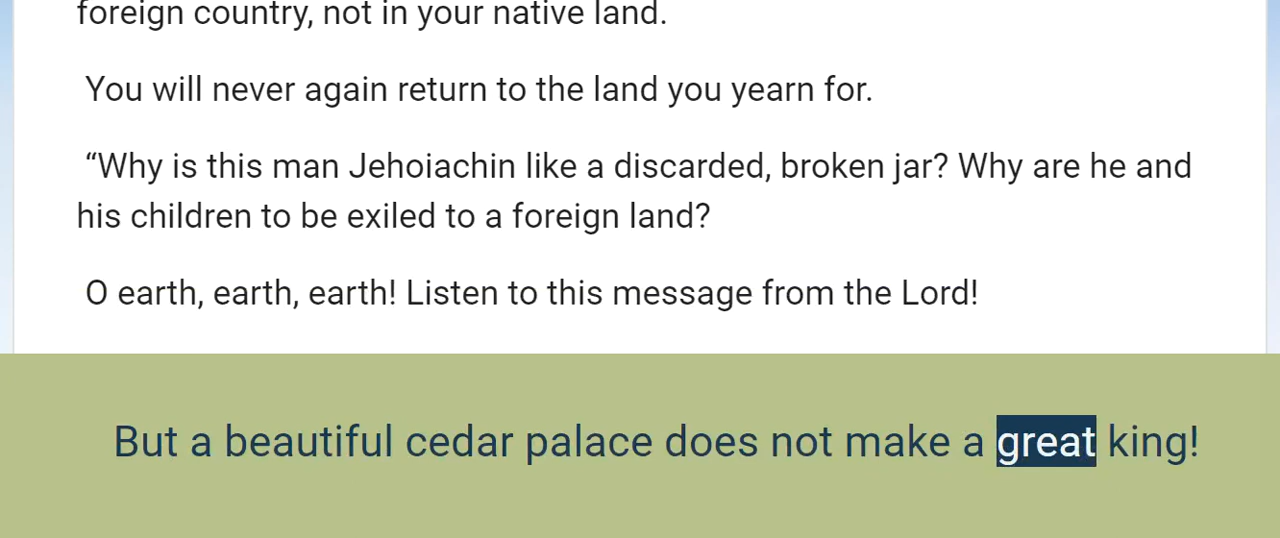 foreign country, not in your native land.
You will never again return to the land you yearn for.
“Why is this man Jehoiachin like a discarded, broken jar? Why are he and
his children to be exiled to a foreign land?
O earth, earth, earth! Listen to this message from the Lord!
But a beautiful cedar palace does not make a great king!